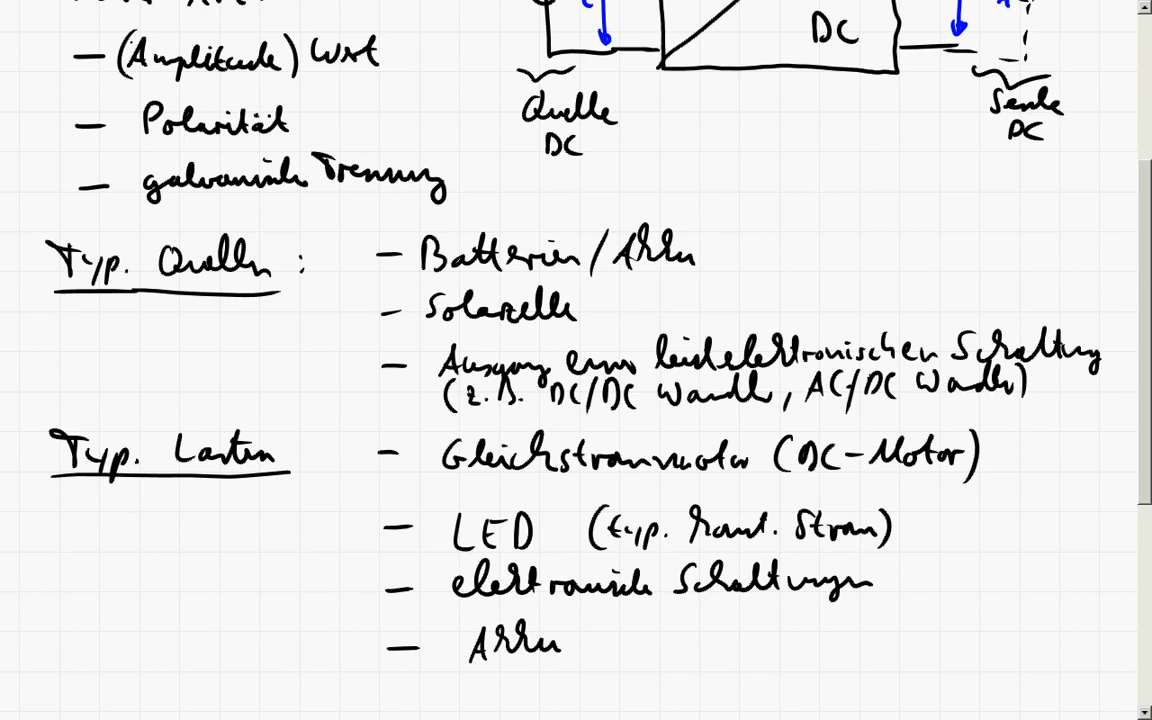 DC
– (Amplitude) Wert
Quelle
DC
Senke
DC
– Polarität
– galvanische Trennung
Typ. Quellen :
– Batterien/Akku
– Solarzelle
– Ausgang einer leistelektronischen Schaltung
(z.B. DC/DC Wandler, AC/DC Wandler)
Typ. Lasten
– Gleichstrommotor (DC-Motor)
– LED (typ. konst. Strom)
– elektronische Schaltungen
– Akku